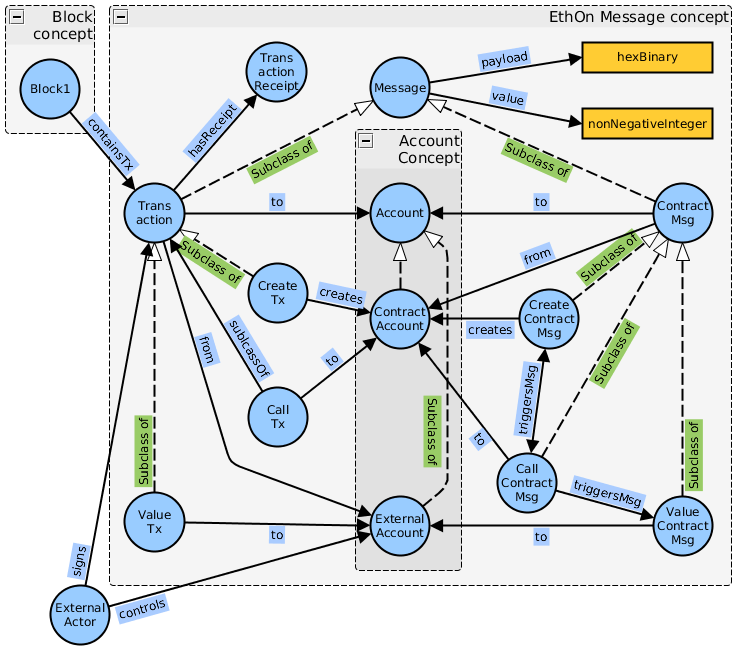 Block
concept
EthOn Message concept
Block1
Trans
action
Receipt
Message
payload
hexBinary
value
nonNegativeInteger
containsTx
hasReceipt
Subclass of
Account
Concept
Subclass of
Trans
action
to
Account
to
Contract
Msg
Subclass of
from
Subclass of
Create
Tx
creates
Contract
Account
creates
Create
Contract
Msg
from
sublcassOf
to
Subclass of
triggersMsg
Call
Tx
Subclass of
Subclass of
to
Subclass of
Call
Contract
Msg
triggersMsg
Value
Tx
to
External
Account
to
Value
Contract
Msg
signs
External
Actor
controls